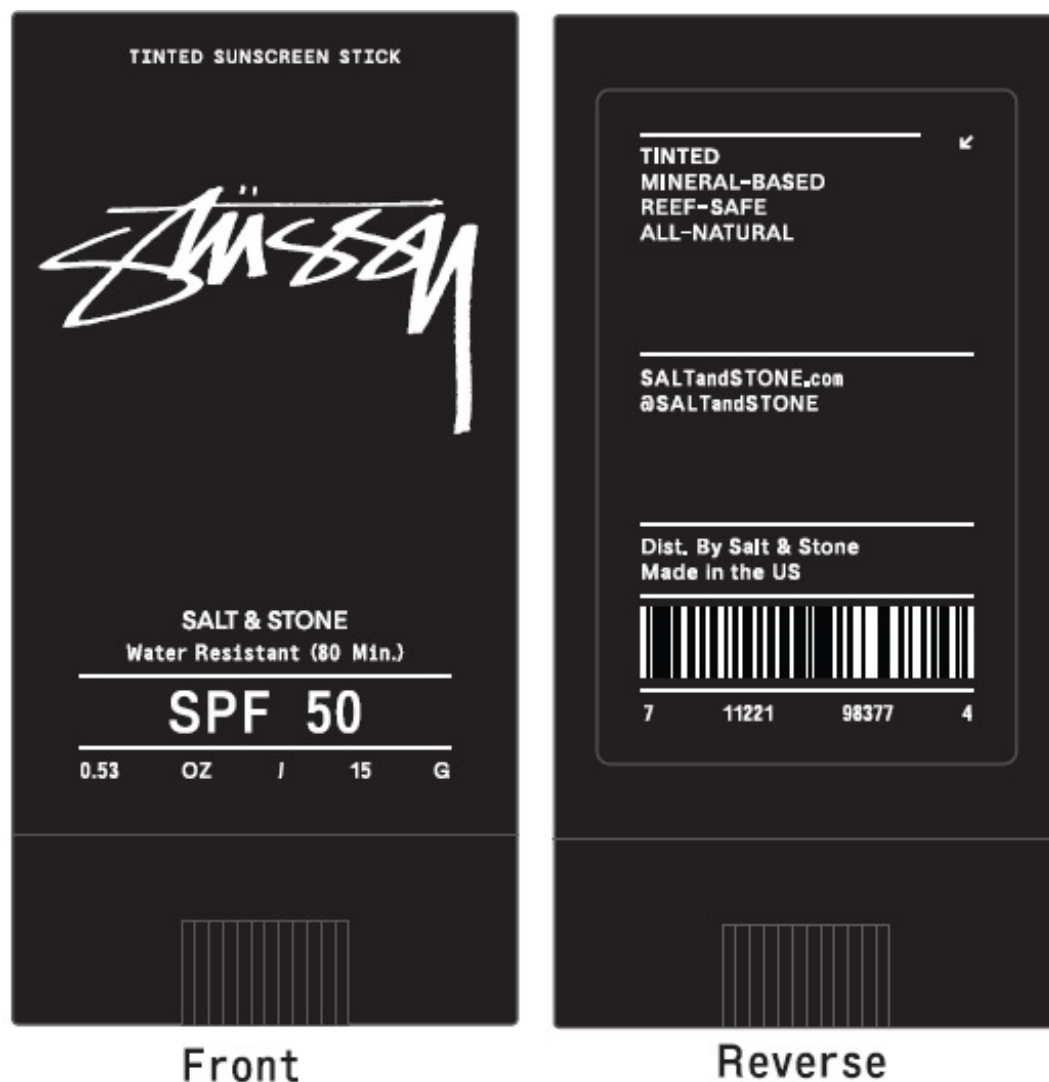 TINTED SUNSCREEN STICK
Stüssy
SALT & STONE
Water Resistant (80 Min.)
SPF 50
0.53 OZ / 15 G
Front
TINTED
MINERAL-BASED
REEF-SAFE
ALL-NATURAL
SALTandSTONE.com
@SALTandSTONE
Dist. By Salt & Stone
Made in the US
7 11221 98377 4
Reverse